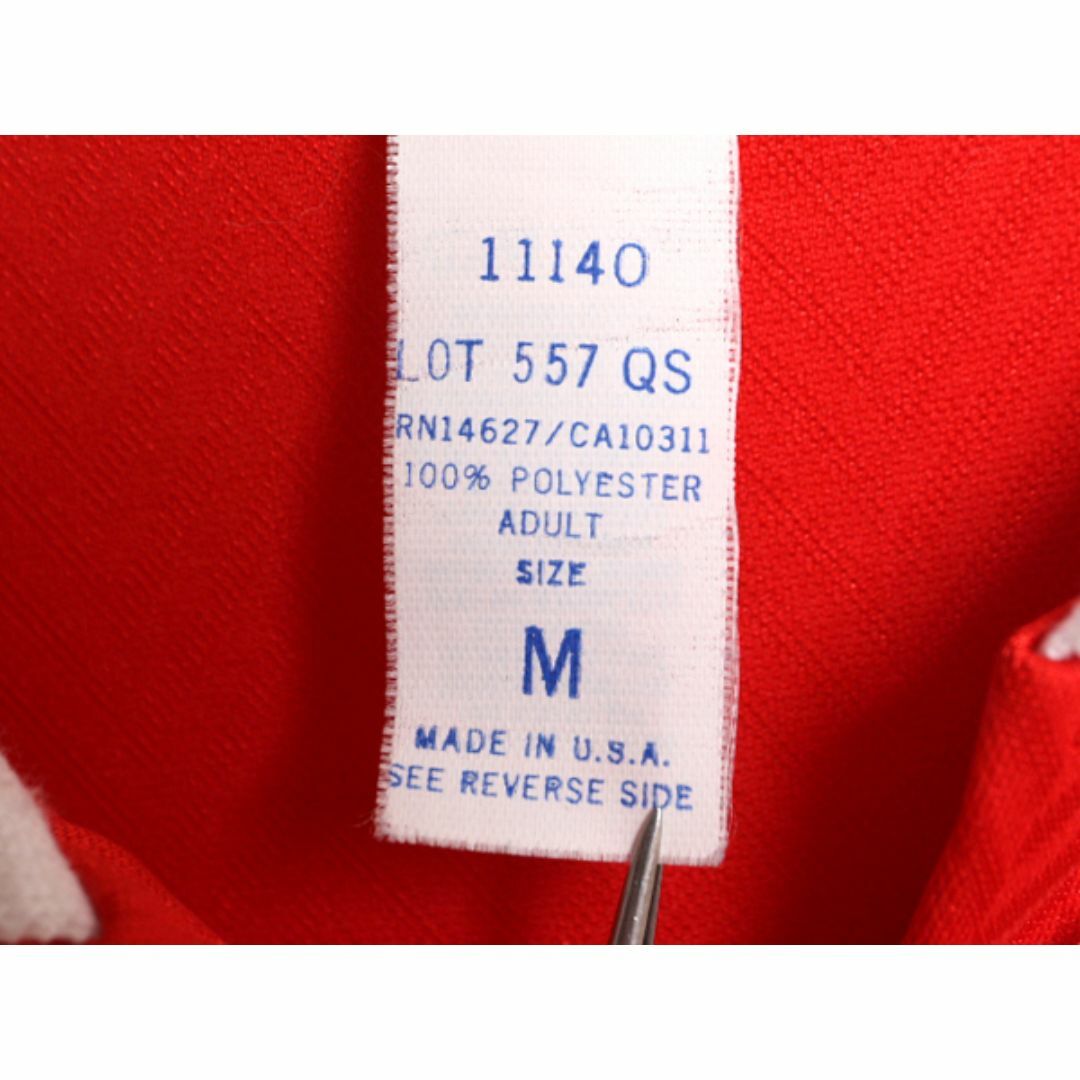 11140
LOT 557 QS
RN14627/CA10311
100% POLYESTER
ADULT
SIZE
M
MADE IN U.S.A.
SEE REVERSE SIDE